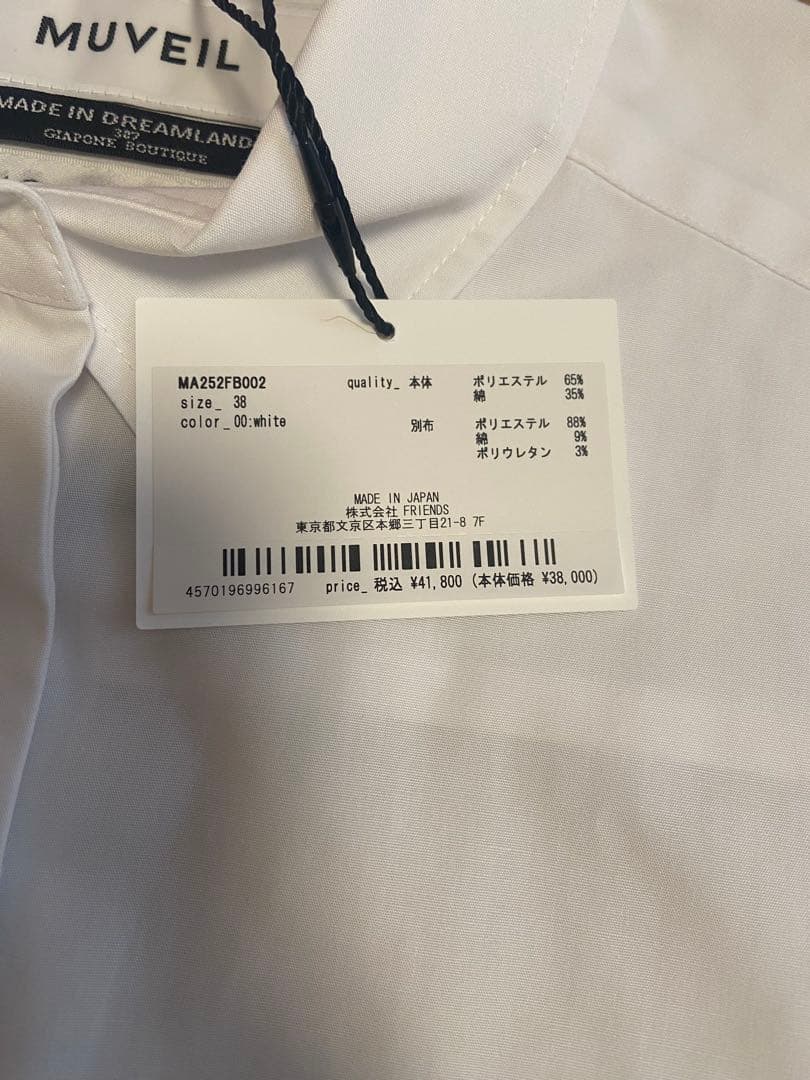 MUVEIL
MADE IN DREAMLAND
387
GIAPONE BOUTIQUE
MA252FB002
size_ 38
color_00:white
quality_ 本体 ポリエステル 65%
綿 35%
別布 ポリエステル 88%
綿 9%
ポリウレタン 3%
MADE IN JAPAN
株式会社 FRIENDS
東京都文京区本郷三丁目21-8 7F
4570196996167 price_ 税込 ¥41,800 (本体価格 ¥38,000)